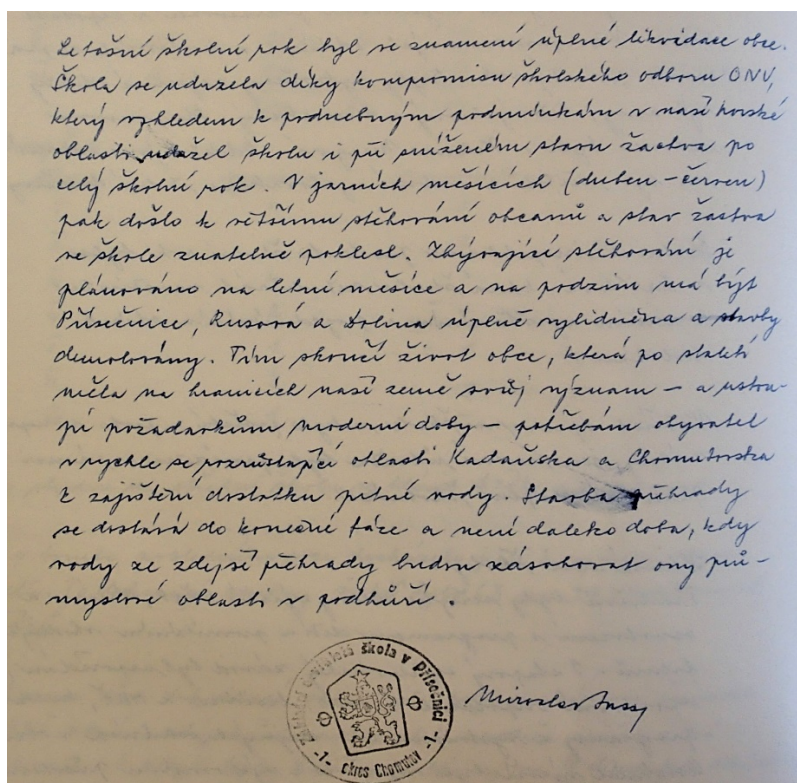 Letošní školní rok byl ve znamení úplné likvidace obce.
Škola se udržela díky kompromisu školského odboru ONV,
který vzhledem k podnebným podmínkám v naší horské
oblasti udržel školu i při sníženém stavu žactva po
celý školní rok. V jarních měsících (duben - červen)
pak došlo k většímu stěhování občanů a stav žactva
ve škole znatelně poklesl. Zbývající stěhování je
plánováno na letní měsíce a na podzim má být
Přísečnice, Rusová a Dolina úplně vylidněna a stavby
demolovány. Tím skončí život obce, která po staletí
měla na hranicích naší země svůj význam - a ustou-
pí požadavkům moderní doby - potřebám obyvatel
v rychle se rozrůstající oblasti Kadaňska a Chomutovska
k zajištění dostatku pitné vody. Stavba přehrady
se dostává do konečné fáze a není daleko doba, kdy
vody ze zdejší přehrady budou zásobovat ony prů-
myslové oblasti v podhůří.
Základní devítiletá škola v Přísečnici
-1- okres Chomutov -1-
Miroslav